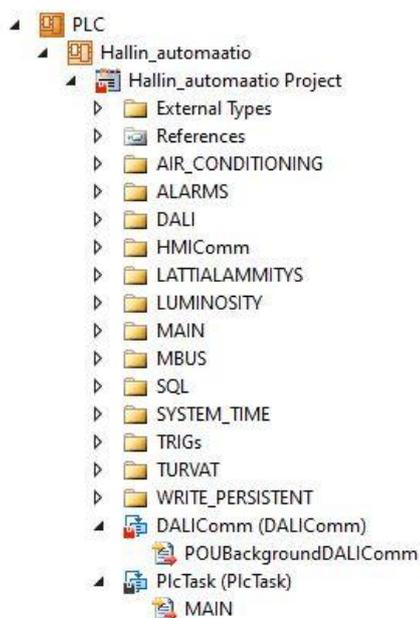 PLC
Hallin_automaatio
Hallin_automaatio Project
External Types
References
AIR_CONDITIONING
ALARMS
DALI
HMIComm
LATTIALAMMITYS
LUMINOSITY
MAIN
MBUS
SQL
SYSTEM_TIME
TRIGs
TURVAT
WRITE_PERSISTENT
DALIComm (DALIComm)
POUBackgroundDALIComm
PlcTask (PlcTask)
MAIN